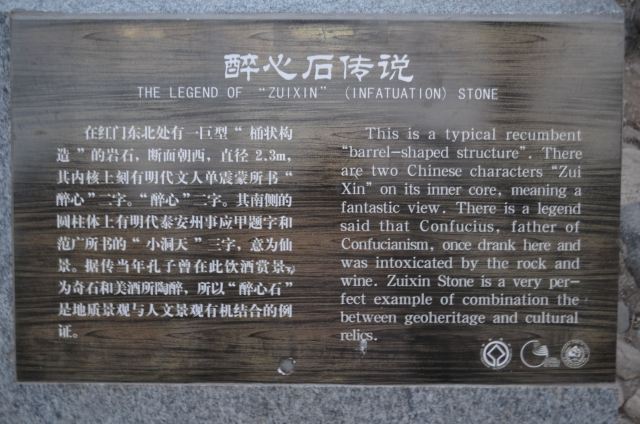 醉心石传说
THE LEGEND OF “ZUIXIN” (INFATUATION) STONE
在红门东北处有一巨型“桶状构
造”的岩石，断面朝西，直径 2.3m，
其内核上刻有明代文人单震蒙所书“
醉心”二字。“醉心”二字。其南侧的
圆柱体上有明代泰安州事应甲题字和
范广所书的“小洞天”三字，意为仙
景。据传当年孔子曾在此饮酒赏景，
为奇石和美酒所陶醉，所以“醉心石”
是地质景观与人文景观有机结合的例
证。
This is a typical recumbent
“barrel-shaped structure”. There
are two Chinese characters “Zui
Xin” on its inner core, meaning a
fantastic view. There is a legend
said that Confucius, father of
Confucianism, once drank here and
was intoxicated by the rock and
wine. Zuixin Stone is a very per-
fect example of combination the
between geoheritage and cultural
relics.